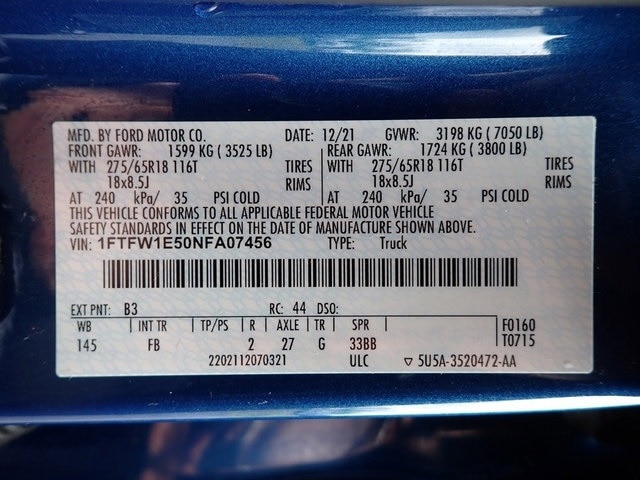 MFD. BY FORD MOTOR CO. DATE: 12/21 GVWR: 3198 KG ( 7050 LB)
FRONT GAWR: 1599 KG ( 3525 LB) REAR GAWR: 1724 KG ( 3800 LB)
WITH 275/65R18 116T TIRES WITH 275/65R18 116T TIRES
18x8.5J RIMS 18x8.5J RIMS
AT 240 kPa/ 35 PSI COLD AT 240 kPa/ 35 PSI COLD
THIS VEHICLE CONFORMS TO ALL APPLICABLE FEDERAL MOTOR VEHICLE
SAFETY STANDARDS IN EFFECT ON THE DATE OF MANUFACTURE SHOWN ABOVE.
VIN: 1FTFW1E50NFA07456 TYPE: Truck
EXT PNT: B3 RC: 44 DSO:
WB INT TR TP/PS R AXLE TR SPR F0160
145 FB 2 27 G 33BB T0715
2202112070321 ULC ▽ 5U5A-3520472-AA